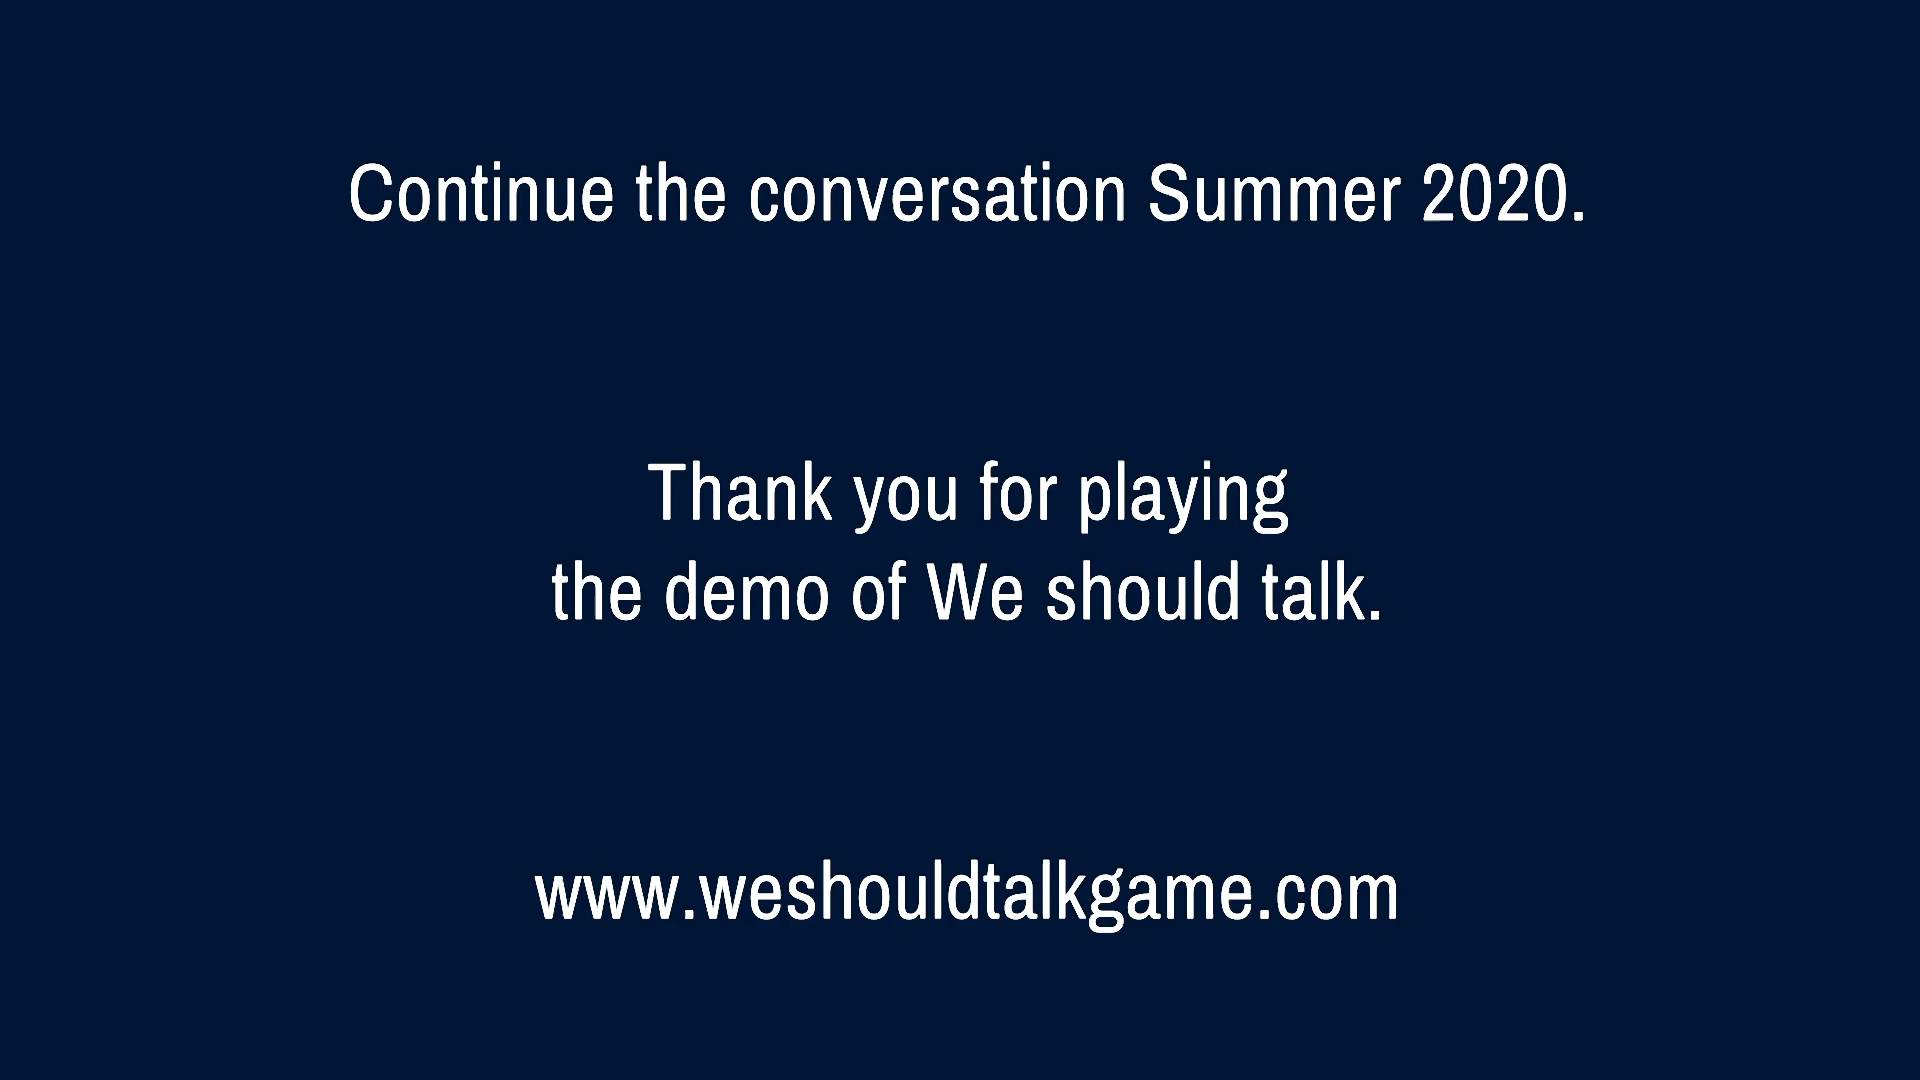 Continue the conversation Summer 2020.
Thank you for playing
the demo of We should talk.
www.weshouldtalkgame.com